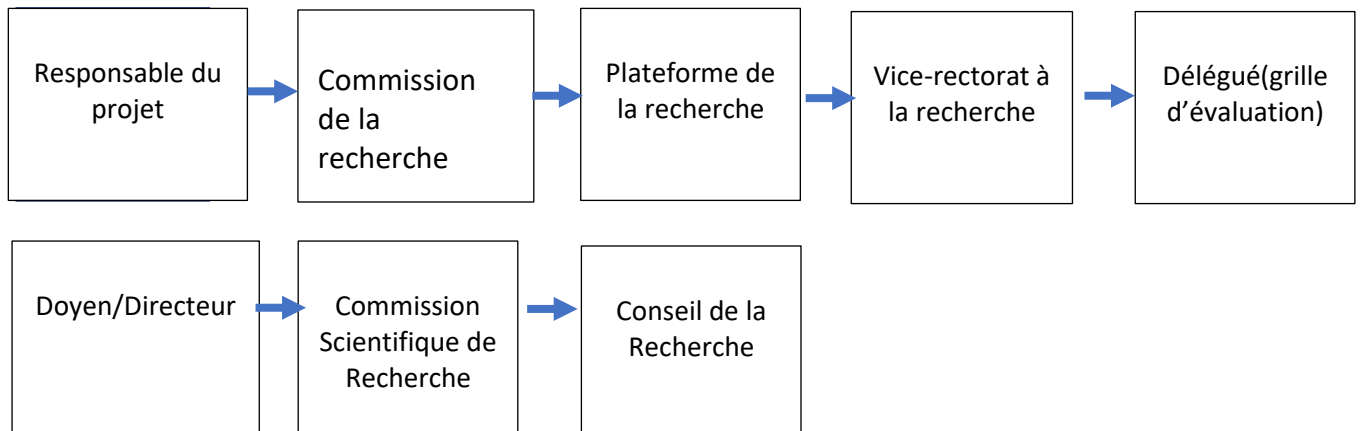 Responsable du
projet
Commission
de la
recherche
Plateforme de
la recherche
Vice-rectorat à
la recherche
Délégué(grille
d’évaluation)
Doyen/Directeur
Commission
Scientifique de
Recherche
Conseil de la
Recherche